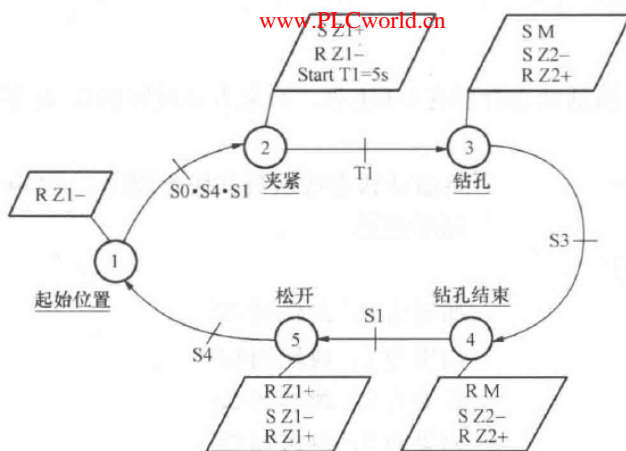 www.PLCworld.cn
S Z1+
R Z1−
Start T1=5s
S M
S Z2−
R Z2+
2
夹紧
T1
3
钻孔
S0•S4•S1
R Z1−
1
起始位置
S3
松开
钻孔结束
S1
5
4
S4
R Z1+
S Z1−
R Z1+
R M
S Z2−
R Z2+